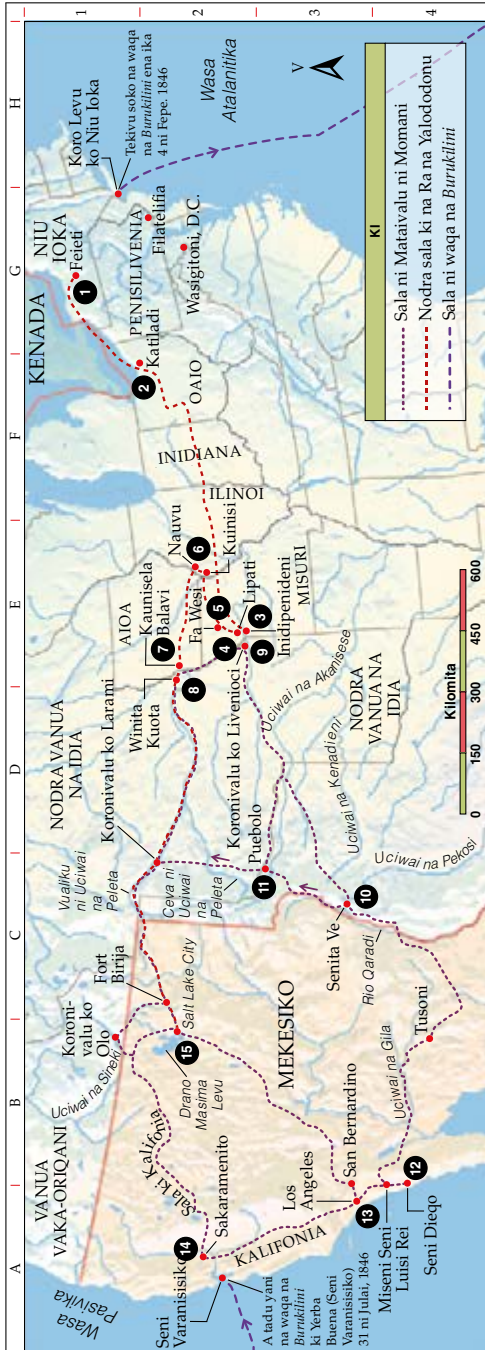 1
2
3
4
A
B
C
D
E
F
G
H
Wasa
Pasivika
VANUA
VAKA-ORIQANI
Koroni-
valu ko
Olo
Uciwai na Sineki
Fort
Birija
Salt Lake City
15
Drano
Masima
Levu
Sala ki Kalifonia
14
Sakaramenito
Seni
Varanisisiko
A tadu yani
na waqa na
Burukilini
ki Yerba
Buena (Seni
Varanisisiko)
31 ni Julai, 1846
KALIFONIA
Los
Angeles
San Bernardino
13
Miseni Seni
Luisi Rei
12
Seni Dieqo
Uciwai na Gila
Tusoni
MEKESIKO
Rio Qaradi
Senita Ve
10
Uciwai na Pekosi
Uciwai na Kenadieni
Puebolo
11
Ceva ni
Uciwai
na
Peleta
Vualiku
ni Uciwai
na
Peleta
Koronivalu ko Larami
NODRA VANUA
NA IDIA
Winita
Kuota
8
7
AIOA
Kaunisela
Balavi
Nauvu
6
Kuinisi
Fa Wesi
5
4
Lipati
3
Inidipenideni
MISURI
9
Koronivalu ko Livenioci
Uciwai na Akanisese
NODRA
VANUA NA
IDIA
ILINOI
INIDIANA
OAIO
2
Katiladi
KENADA
1
NIU
IOKA
Feieti
PENISILIVENIA
Filatelifia
Wasigitoni, D.C.
Koro Levu
ko Niu Ioka
Tekivu soko na waqa
na Burukilini ena ika
4 ni Fepe. 1846
Wasa
Atalanitika
V
KI
Sala ni Mataivalu ni Momani
Nodra sala ki na Ra na Yalododonu
Sala ni waqa na Burukilini
Kilomita
0 150 300 450 600